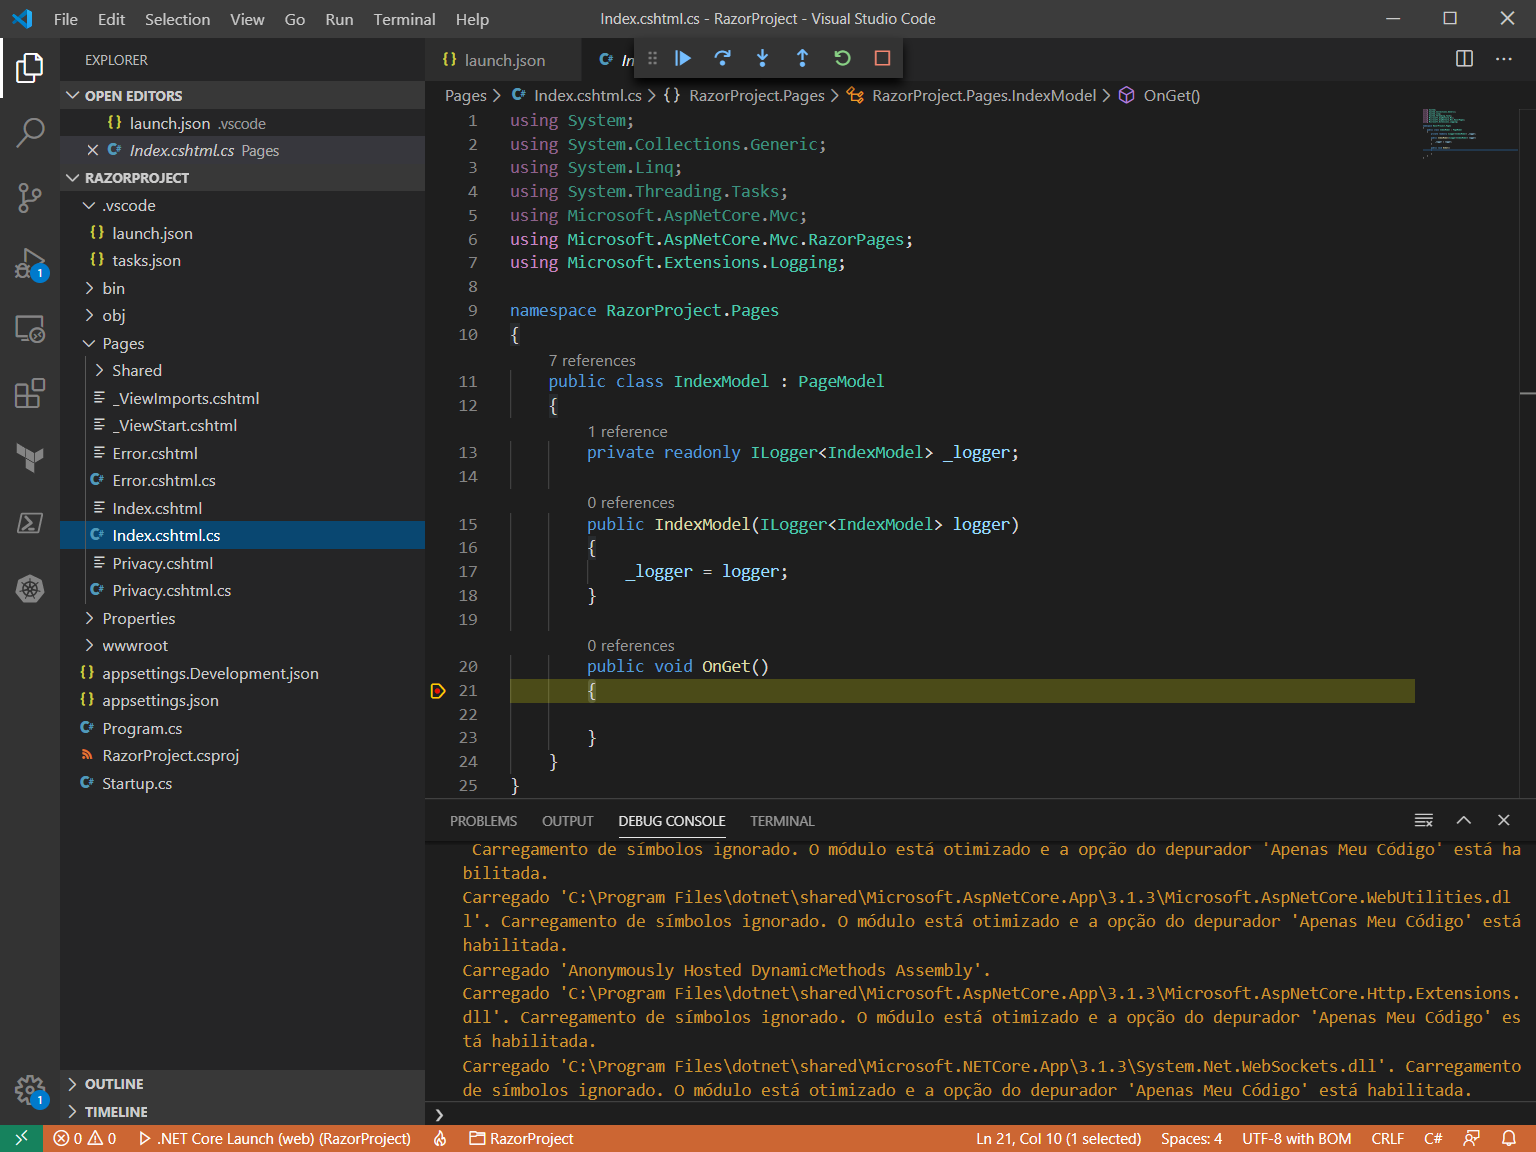 File Edit Selection View Go Run Terminal Help
Index.cshtml.cs - RazorProject - Visual Studio Code
EXPLORER
OPEN EDITORS
{} launch.json .vscode
C# Index.cshtml.cs Pages
RAZORPROJECT
.vscode
{} launch.json
{} tasks.json
bin
obj
Pages
Shared
_ViewImports.cshtml
_ViewStart.cshtml
Error.cshtml
C# Error.cshtml.cs
Index.cshtml
C# Index.cshtml.cs
Privacy.cshtml
C# Privacy.cshtml.cs
Properties
wwwroot
{} appsettings.Development.json
{} appsettings.json
C# Program.cs
RazorProject.csproj
C# Startup.cs
OUTLINE
TIMELINE
1
1
{} launch.json
C#
Pages > C# Index.cshtml.cs > {} RazorProject.Pages > RazorProject.Pages.IndexModel > OnGet()
1 using System;
2 using System.Collections.Generic;
3 using System.Linq;
4 using System.Threading.Tasks;
5 using Microsoft.AspNetCore.Mvc;
6 using Microsoft.AspNetCore.Mvc.RazorPages;
7 using Microsoft.Extensions.Logging;
8
9 namespace RazorProject.Pages
10 {
7 references
11 public class IndexModel : PageModel
12 {
1 reference
13 private readonly ILogger<IndexModel> _logger;
14
0 references
15 public IndexModel(ILogger<IndexModel> logger)
16 {
17 _logger = logger;
18 }
19
0 references
20 public void OnGet()
21 {
22
23 }
24 }
25 }
PROBLEMS OUTPUT DEBUG CONSOLE TERMINAL
Carregamento de símbolos ignorado. O módulo está otimizado e a opção do depurador 'Apenas Meu Código' está ha
bilitada.
Carregado 'C:\Program Files\dotnet\shared\Microsoft.AspNetCore.App\3.1.3\Microsoft.AspNetCore.WebUtilities.dl
l'. Carregamento de símbolos ignorado. O módulo está otimizado e a opção do depurador 'Apenas Meu Código' está
habilitada.
Carregado 'Anonymously Hosted DynamicMethods Assembly'.
Carregado 'C:\Program Files\dotnet\shared\Microsoft.AspNetCore.App\3.1.3\Microsoft.AspNetCore.Http.Extensions.
dll'. Carregamento de símbolos ignorado. O módulo está otimizado e a opção do depurador 'Apenas Meu Código' es
tá habilitada.
Carregado 'C:\Program Files\dotnet\shared\Microsoft.NETCore.App\3.1.3\System.Net.WebSockets.dll'. Carregamento
de símbolos ignorado. O módulo está otimizado e a opção do depurador 'Apenas Meu Código' está habilitada.
0 0 .NET Core Launch (web) (RazorProject) RazorProject Ln 21, Col 10 (1 selected) Spaces: 4 UTF-8 with BOM CRLF C#